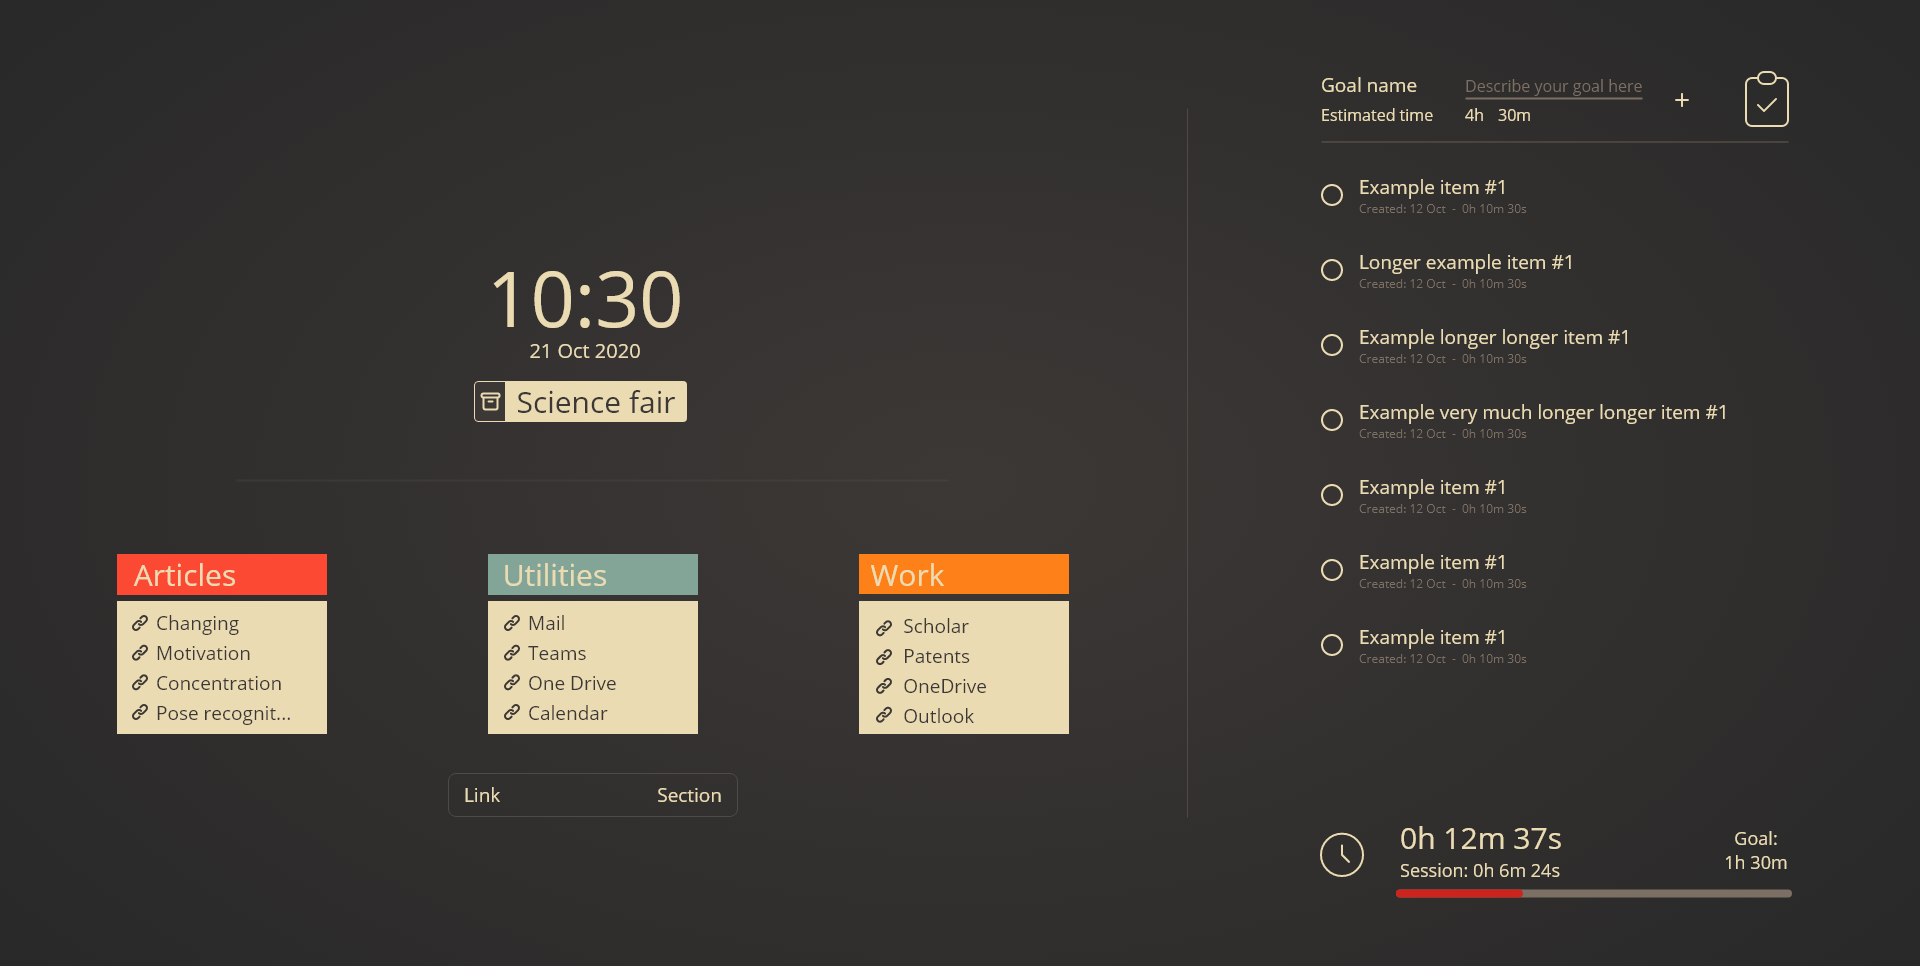 10:30
21 Oct 2020
Science fair
Articles
Changing
Motivation
Concentration
Pose recognit...
Utilities
Mail
Teams
One Drive
Calendar
Work
Scholar
Patents
OneDrive
Outlook
Link Section
Goal name Describe your goal here
Estimated time 4h 30m
+
Example item #1
Created: 12 Oct - 0h 10m 30s
Longer example item #1
Created: 12 Oct - 0h 10m 30s
Example longer longer item #1
Created: 12 Oct - 0h 10m 30s
Example very much longer longer item #1
Created: 12 Oct - 0h 10m 30s
Example item #1
Created: 12 Oct - 0h 10m 30s
Example item #1
Created: 12 Oct - 0h 10m 30s
Example item #1
Created: 12 Oct - 0h 10m 30s
0h 12m 37s
Session: 0h 6m 24s
Goal:
1h 30m